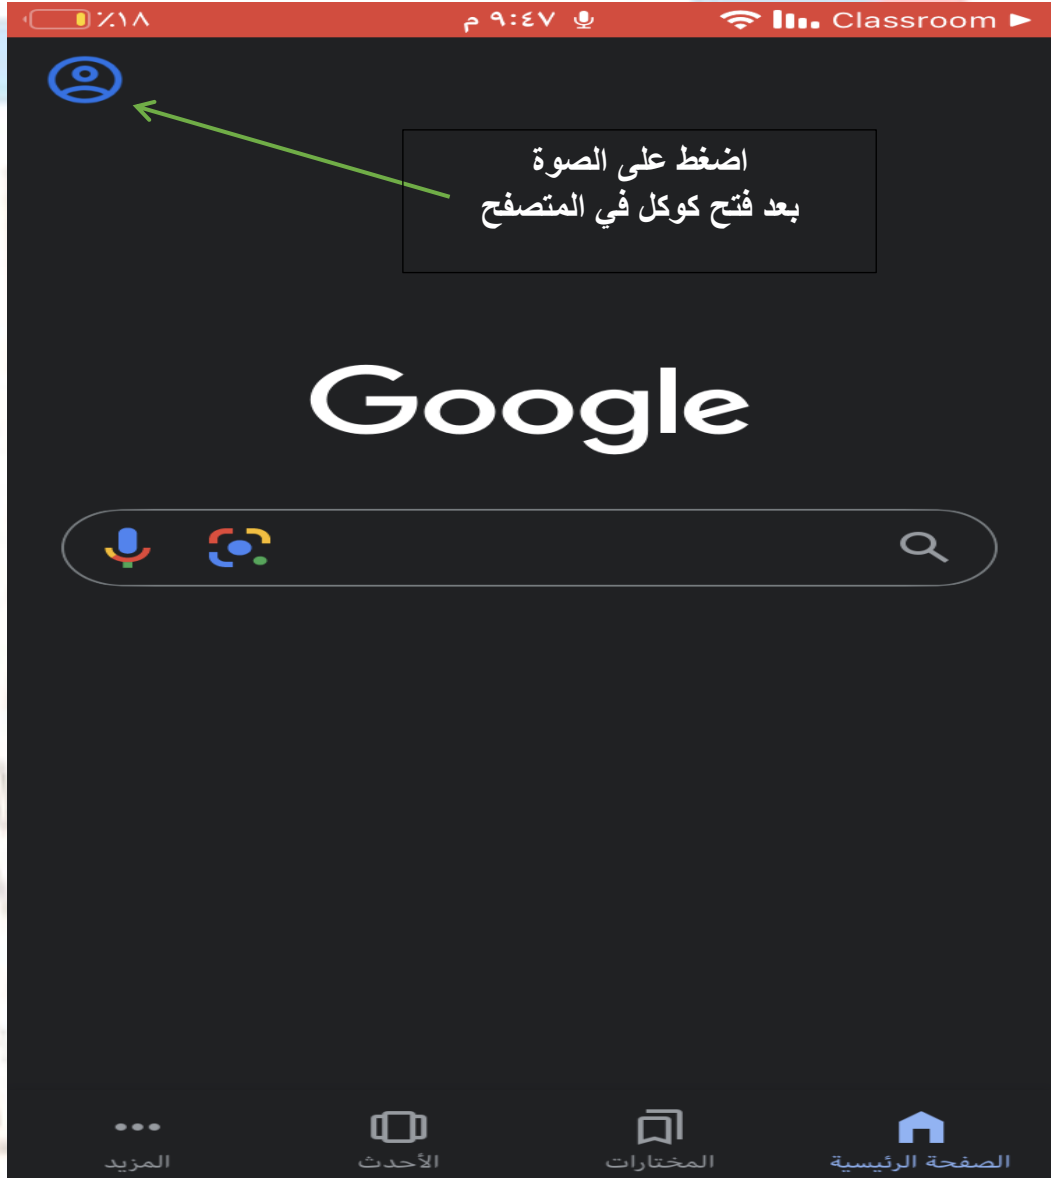 Classroom ٩:٤٧ م ٪١٨
اضغط على الصوة
بعد فتح كوكل في المتصفح
Google
الصفحة الرئيسية المختارات الأحدث المزيد